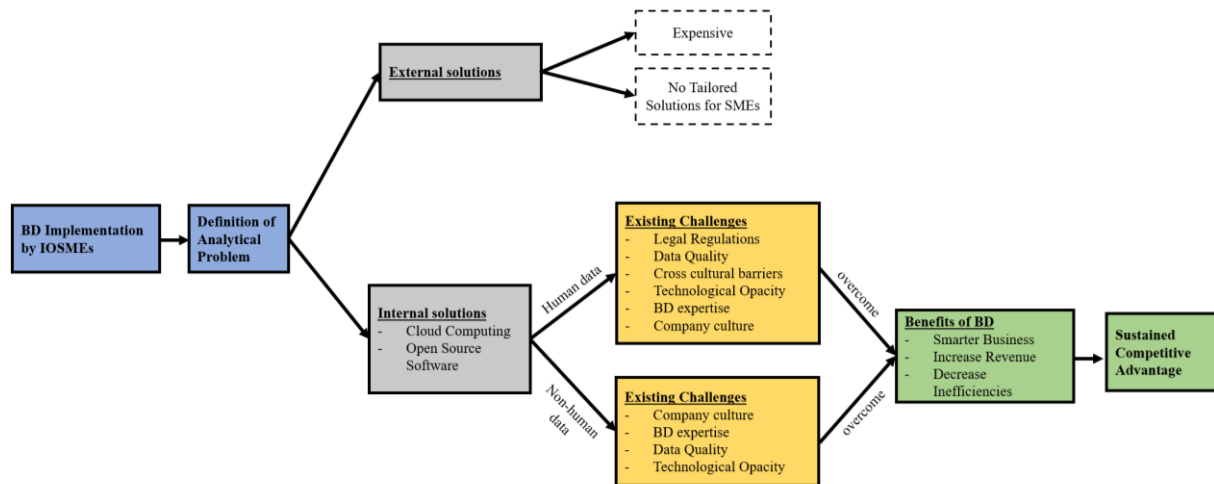 Expensive
External solutions
No Tailored
Solutions for SMEs
BD Implementation
by IOSMEs
Definition of
Analytical
Problem
Internal solutions
- Cloud Computing
- Open Source
Software
Human data
Non-human
data
Existing Challenges
- Legal Regulations
- Data Quality
- Cross cultural barriers
- Technological Opacity
- BD expertise
- Company culture
Existing Challenges
- Company culture
- BD expertise
- Data Quality
- Technological Opacity
overcome
overcome
Benefits of BD
- Smarter Business
- Increase Revenue
- Decrease
Inefficiencies
Sustained
Competitive
Advantage